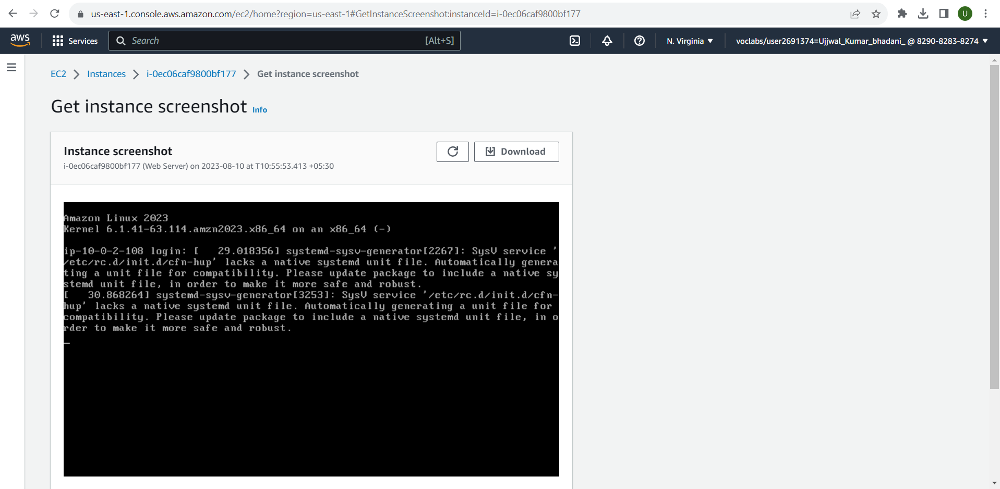 us-east-1.console.aws.amazon.com/ec2/home?region=us-east-1#GetInstanceScreenshot:instanceId=i-0ec06caf9800bf177
U
aws
Services
Search
[Alt+S]
N. Virginia
voclabs/user2691374=Ujjwal_Kumar_bhadani_ @ 8290-8283-8274
EC2 > Instances > i-0ec06caf9800bf177 > Get instance screenshot
Get instance screenshot Info
Instance screenshot
Download
i-0ec06caf9800bf177 (Web Server) on 2023-08-10 at T10:55:53.413 +05:30
Amazon Linux 2023
Kernel 6.1.41-63.114.amzn2023.x86_64 on an x86_64 (-)
ip-10-0-2-108 login: [   29.018356] systemd-sysv-generator[2267]: SysV service '
/etc/rc.d/init.d/cfn-hup' lacks a native systemd unit file. Automatically genera
ting a unit file for compatibility. Please update package to include a native sy
stemd unit file, in order to make it more safe and robust.
[   30.868264] systemd-sysv-generator[3253]: SysV service '/etc/rc.d/init.d/cfn-
hup' lacks a native systemd unit file. Automatically generating a unit file for
compatibility. Please update package to include a native systemd unit file, in o
rder to make it more safe and robust.
_